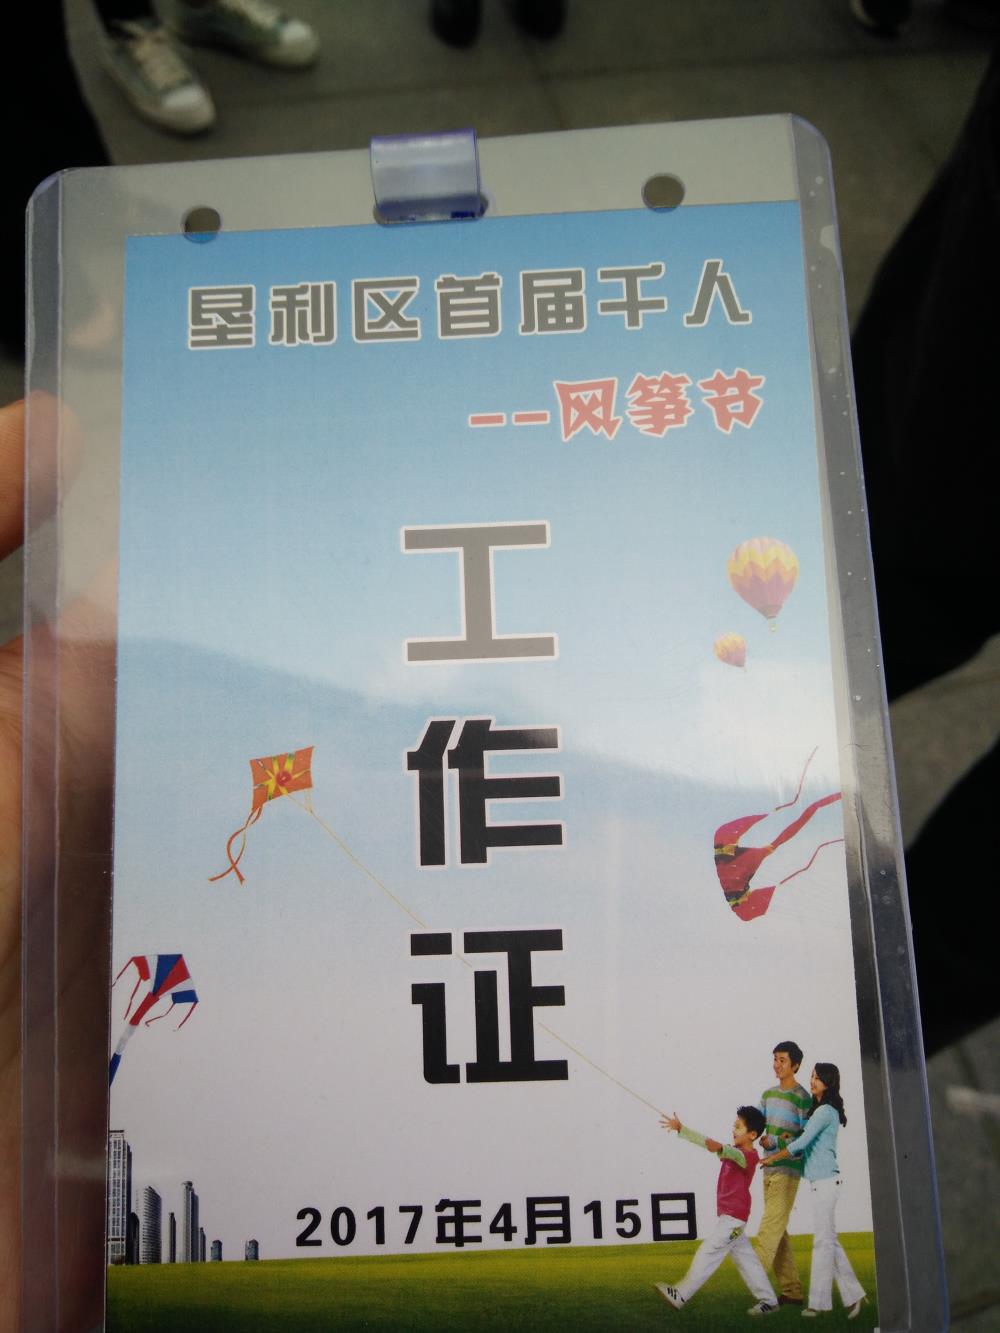 垦利区首届千人
--风筝节
工
作
证
2017年4月15日